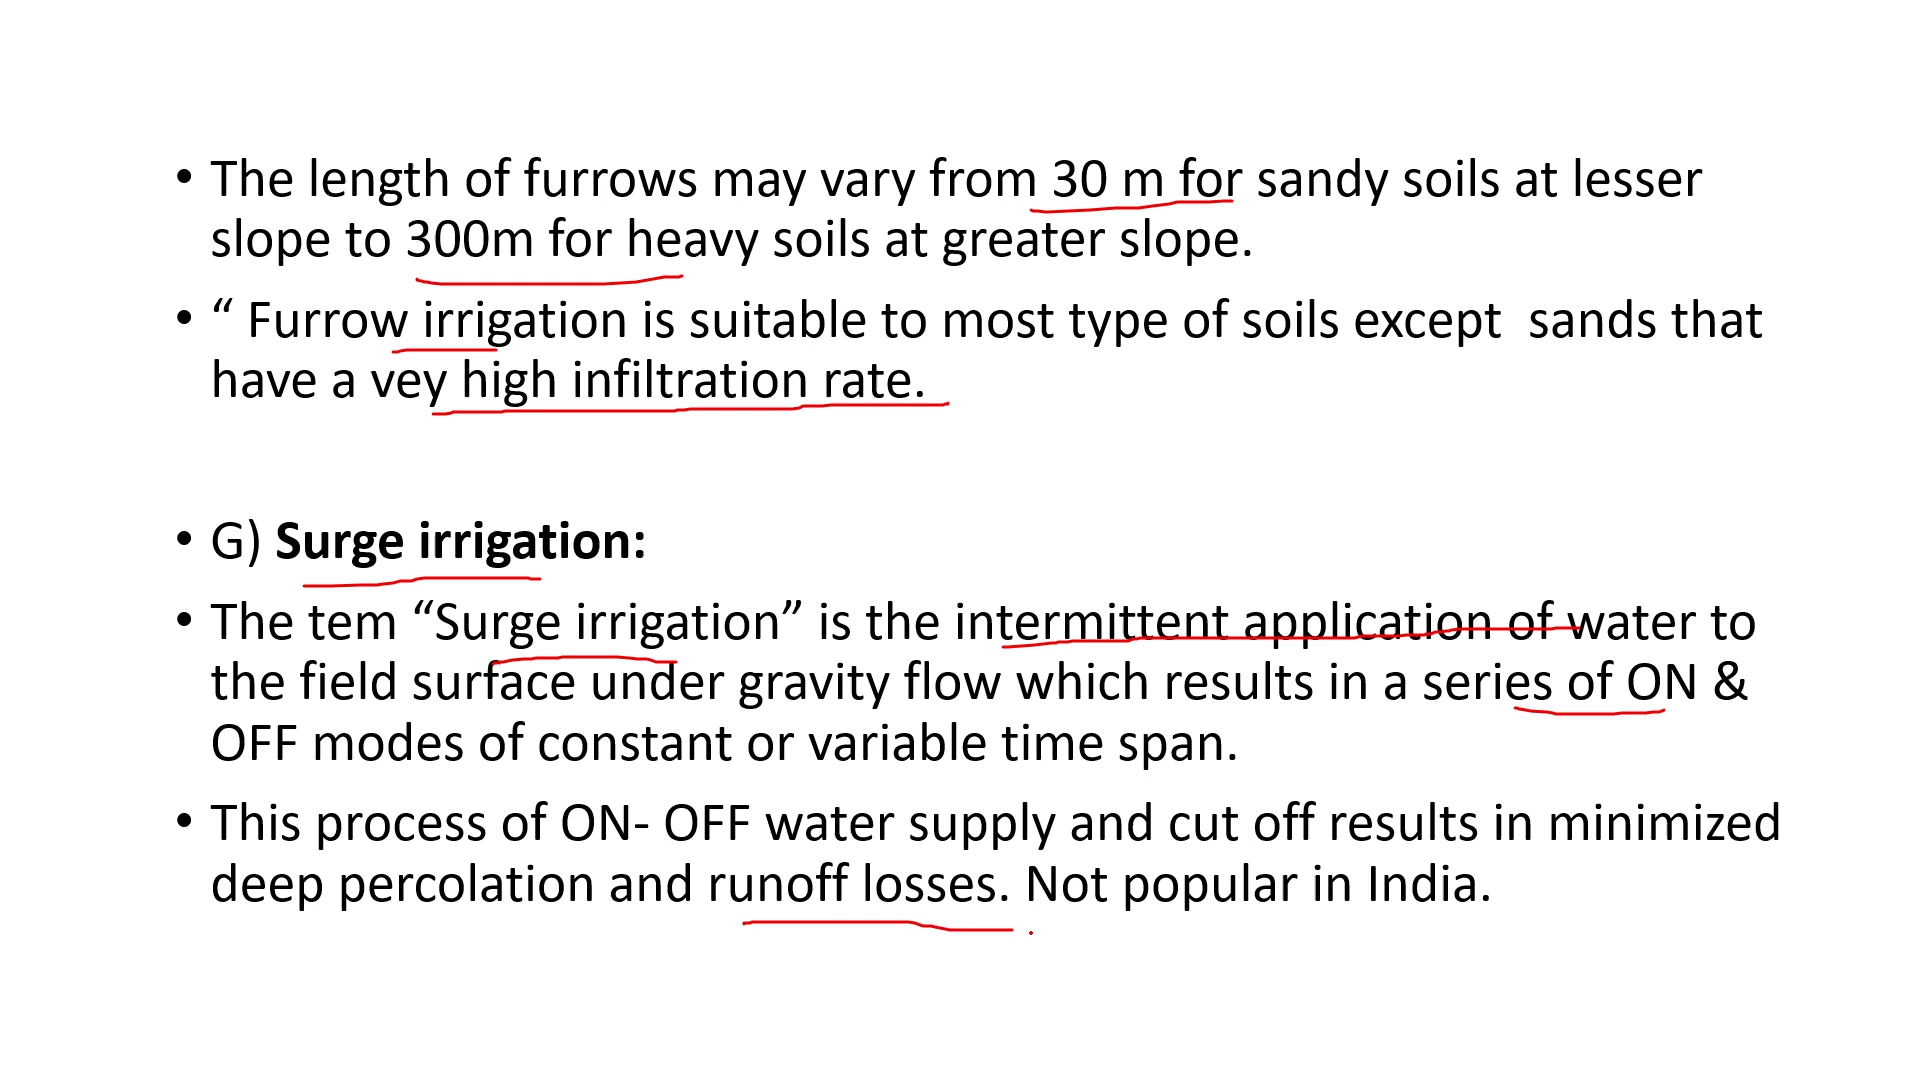 • The length of furrows may vary from 30 m for sandy soils at lesser
slope to 300m for heavy soils at greater slope.
• “ Furrow irrigation is suitable to most type of soils except  sands that
have a vey high infiltration rate.
• G) Surge irrigation:
• The tem “Surge irrigation” is the intermittent application of water to
the field surface under gravity flow which results in a series of ON &
OFF modes of constant or variable time span.
• This process of ON- OFF water supply and cut off results in minimized
deep percolation and runoff losses. Not popular in India.